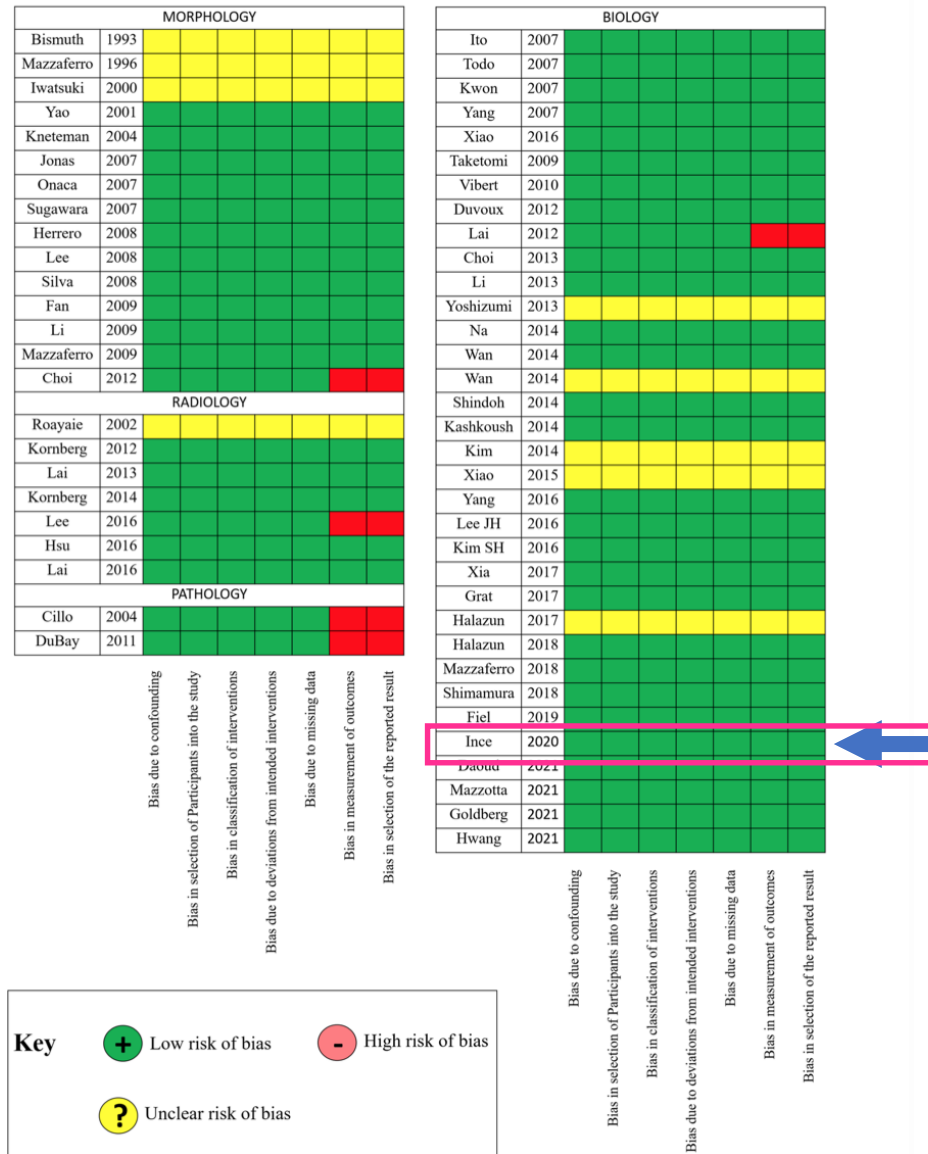 MORPHOLOGY
Bismuth 1993
Mazzaferro 1996
Iwatsuki 2000
Yao 2001
Kneteman 2004
Jonas 2007
Onaca 2007
Sugawara 2007
Herrero 2008
Lee 2008
Silva 2008
Fan 2009
Li 2009
Mazzaferro 2009
Choi 2012
RADIOLOGY
Roayaie 2002
Kornberg 2012
Lai 2013
Kornberg 2014
Lee 2016
Hsu 2016
Lai 2016
PATHOLOGY
Cillo 2004
DuBay 2011
Bias due to confounding
Bias in selection of Participants into the study
Bias in classification of interventions
Bias due to deviations from intended interventions
Bias due to missing data
Bias in measurement of outcomes
Bias in selection of the reported result
BIOLOGY
Ito 2007
Todo 2007
Kwon 2007
Yang 2007
Xiao 2016
Taketomi 2009
Vibert 2010
Duvoux 2012
Lai 2012
Choi 2013
Li 2013
Yoshizumi 2013
Na 2014
Wan 2014
Wan 2014
Shindoh 2014
Kashkoush 2014
Kim 2014
Xiao 2015
Yang 2016
Lee JH 2016
Kim SH 2016
Xia 2017
Grat 2017
Halazun 2017
Halazun 2018
Mazzaferro 2018
Shimamura 2018
Fiel 2019
Ince 2020
Daoud 2021
Mazzotta 2021
Goldberg 2021
Hwang 2021
Bias due to confounding
Bias in selection of Participants into the study
Bias in classification of interventions
Bias due to deviations from intended interventions
Bias due to missing data
Bias in measurement of outcomes
Bias in selection of the reported result
Key
+ Low risk of bias
- High risk of bias
? Unclear risk of bias